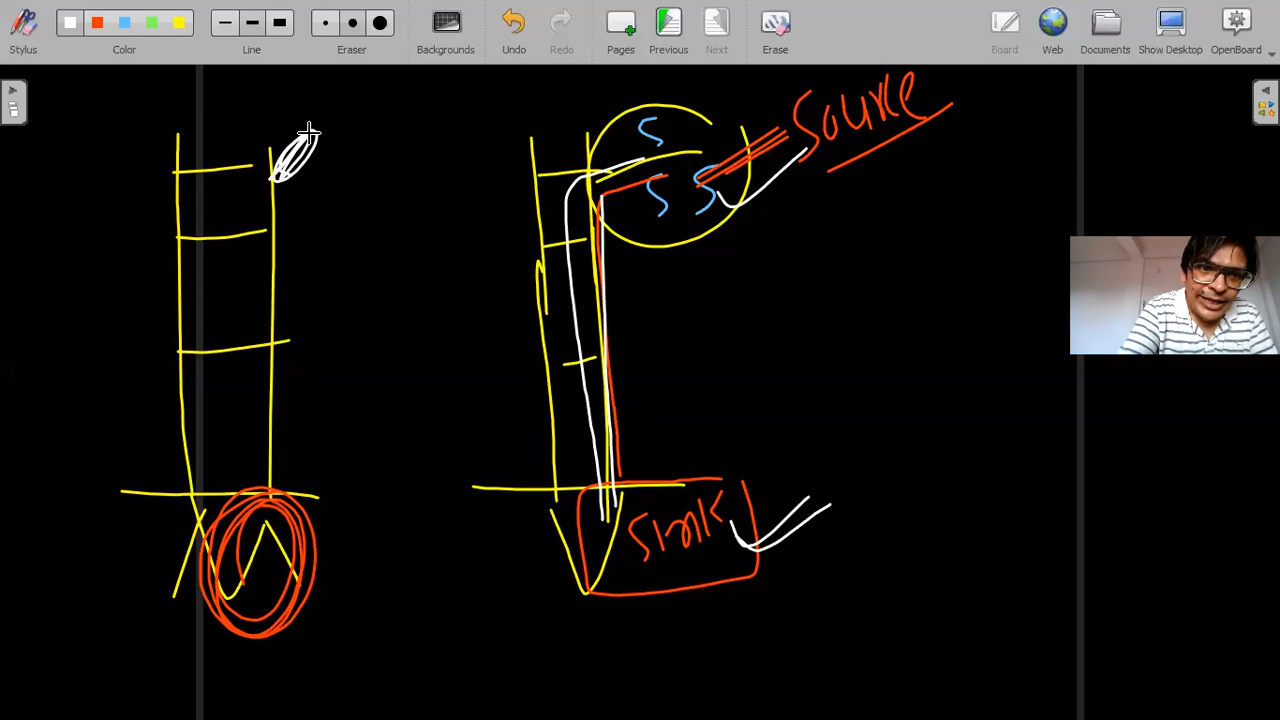 Stylus Color Line Eraser Backgrounds Undo Redo Pages Previous Next Erase Board Web Documents Show Desktop OpenBoard
Source
S
S S
Sink